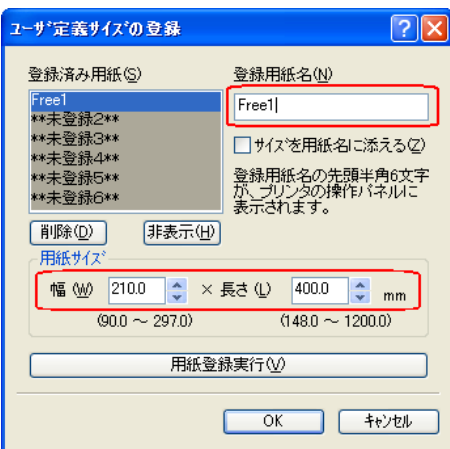 ユーザ定義サイズの登録
登録済み用紙(S)
Free1
**未登録2**
**未登録3**
**未登録4**
**未登録5**
**未登録6**
削除(D)
非表示(H)
登録用紙名(N)
Free1
サイズを用紙名に添える(Z)
登録用紙名の先頭半角6文字
が、プリンタの操作パネルに
表示されます。
用紙サイズ
幅(W) 210.0 × 長さ(L) 400.0 mm
(90.0 ～ 297.0) (148.0 ～ 1200.0)
用紙登録実行(V)
OK
キャンセル